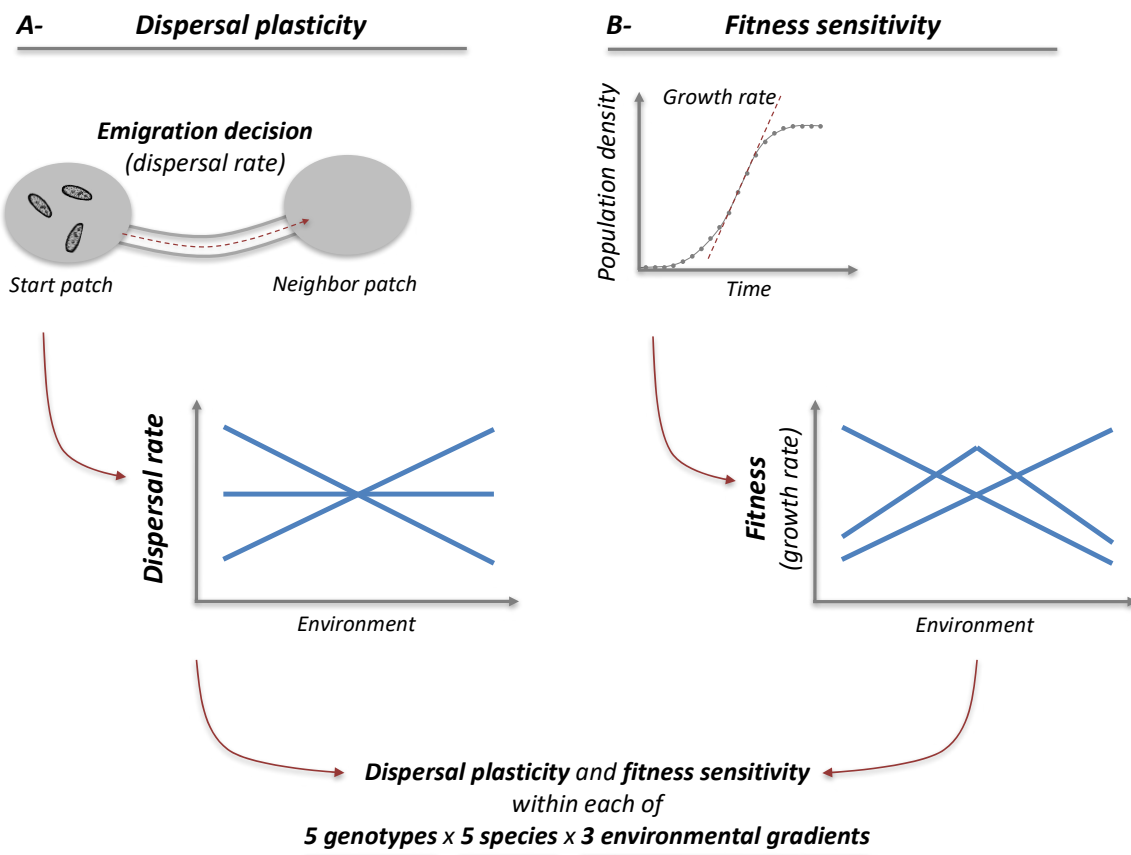 A- Dispersal plasticity
Emigration decision
(dispersal rate)
Start patch
Neighbor patch
Dispersal rate
Environment
B- Fitness sensitivity
Growth rate
Population density
Time
Fitness
(growth rate)
Environment
Dispersal plasticity and fitness sensitivity
within each of
5 genotypes x 5 species x 3 environmental gradients